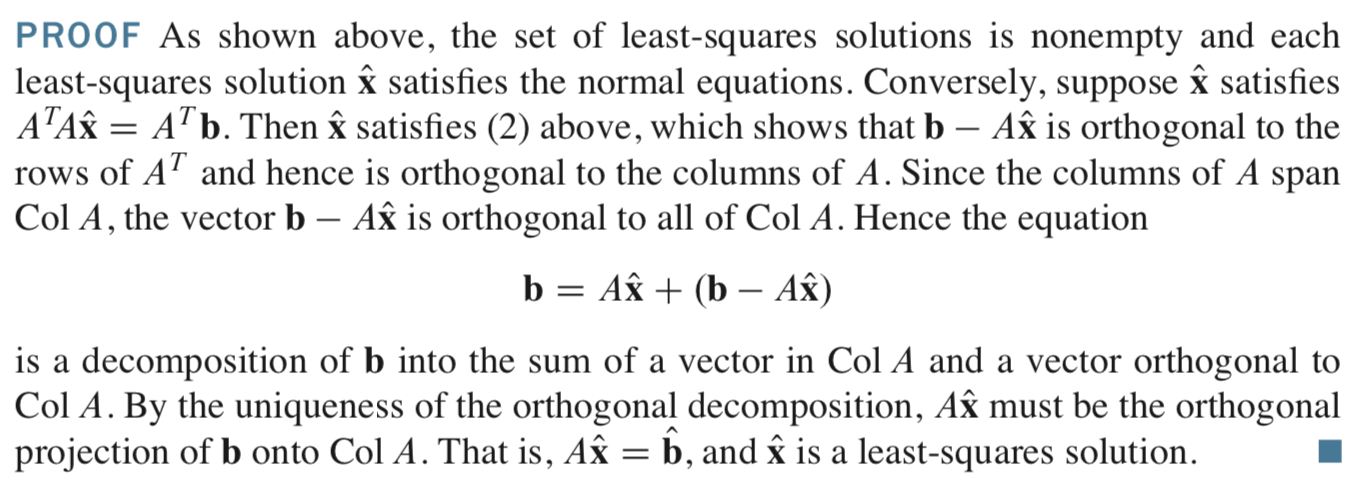 PROOF As shown above, the set of least-squares solutions is nonempty and each
least-squares solution x̂ satisfies the normal equations. Conversely, suppose x̂ satisfies
AᵀAx̂ = Aᵀb. Then x̂ satisfies (2) above, which shows that b − Ax̂ is orthogonal to the
rows of Aᵀ and hence is orthogonal to the columns of A. Since the columns of A span
Col A, the vector b − Ax̂ is orthogonal to all of Col A. Hence the equation
b = Ax̂ + (b − Ax̂)
is a decomposition of b into the sum of a vector in Col A and a vector orthogonal to
Col A. By the uniqueness of the orthogonal decomposition, Ax̂ must be the orthogonal
projection of b onto Col A. That is, Ax̂ = b̂, and x̂ is a least-squares solution.